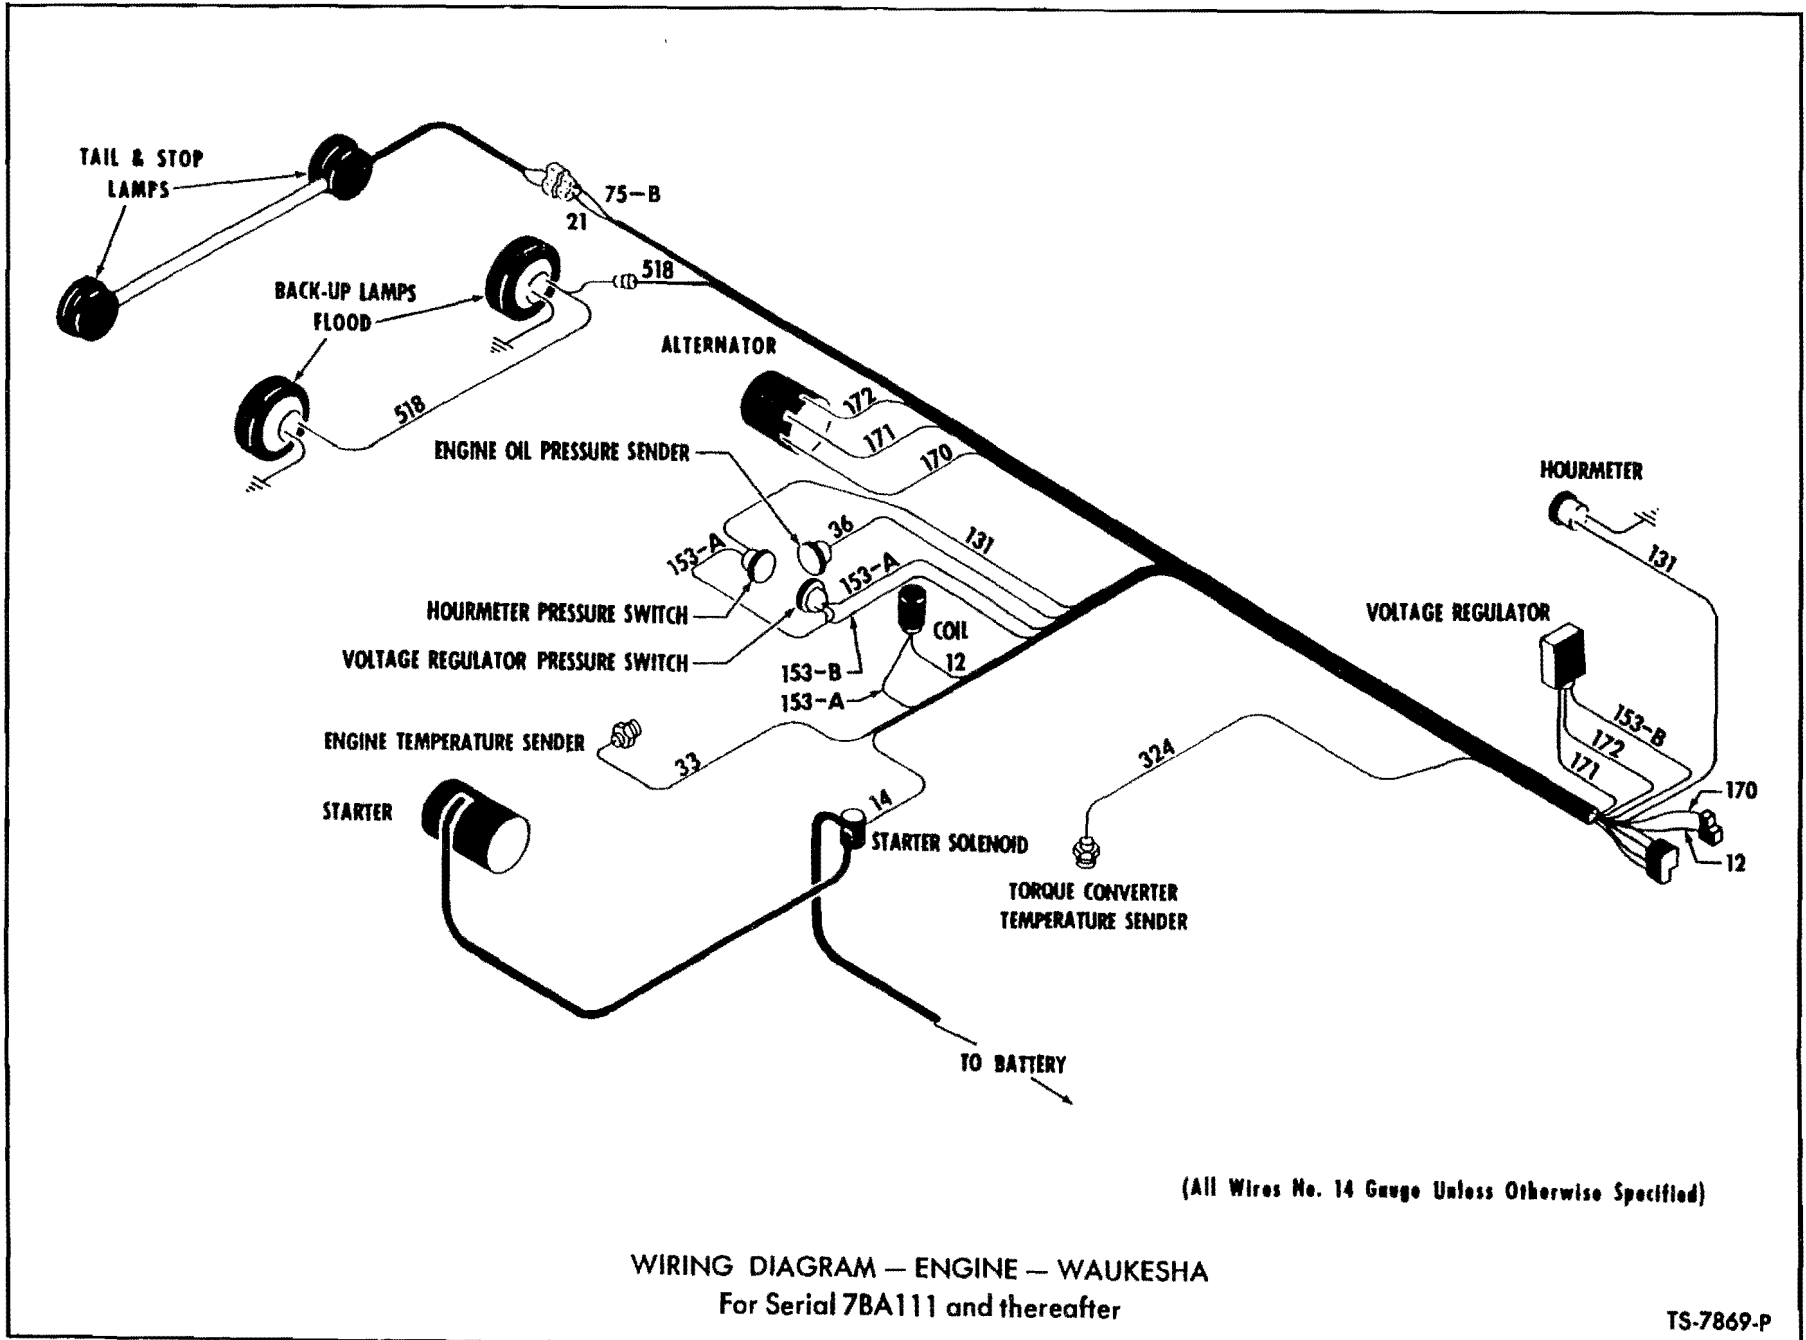 TAIL & STOP
LAMPS
75-B
21
518
BACK-UP LAMPS
FLOOD
518
ALTERNATOR
172
171
170
ENGINE OIL PRESSURE SENDER
HOURMETER
36
131
131
153-A
153-A
HOURMETER PRESSURE SWITCH
VOLTAGE REGULATOR
COIL
VOLTAGE REGULATOR PRESSURE SWITCH
12
153-B
153-A
153-B
172
171
ENGINE TEMPERATURE SENDER
33
324
170
STARTER
14
STARTER SOLENOID
12
TORQUE CONVERTER
TEMPERATURE SENDER
TO BATTERY
(All Wires No. 14 Gauge Unless Otherwise Specified)
WIRING DIAGRAM — ENGINE — WAUKESHA
For Serial 7BA111 and thereafter
TS-7869-P